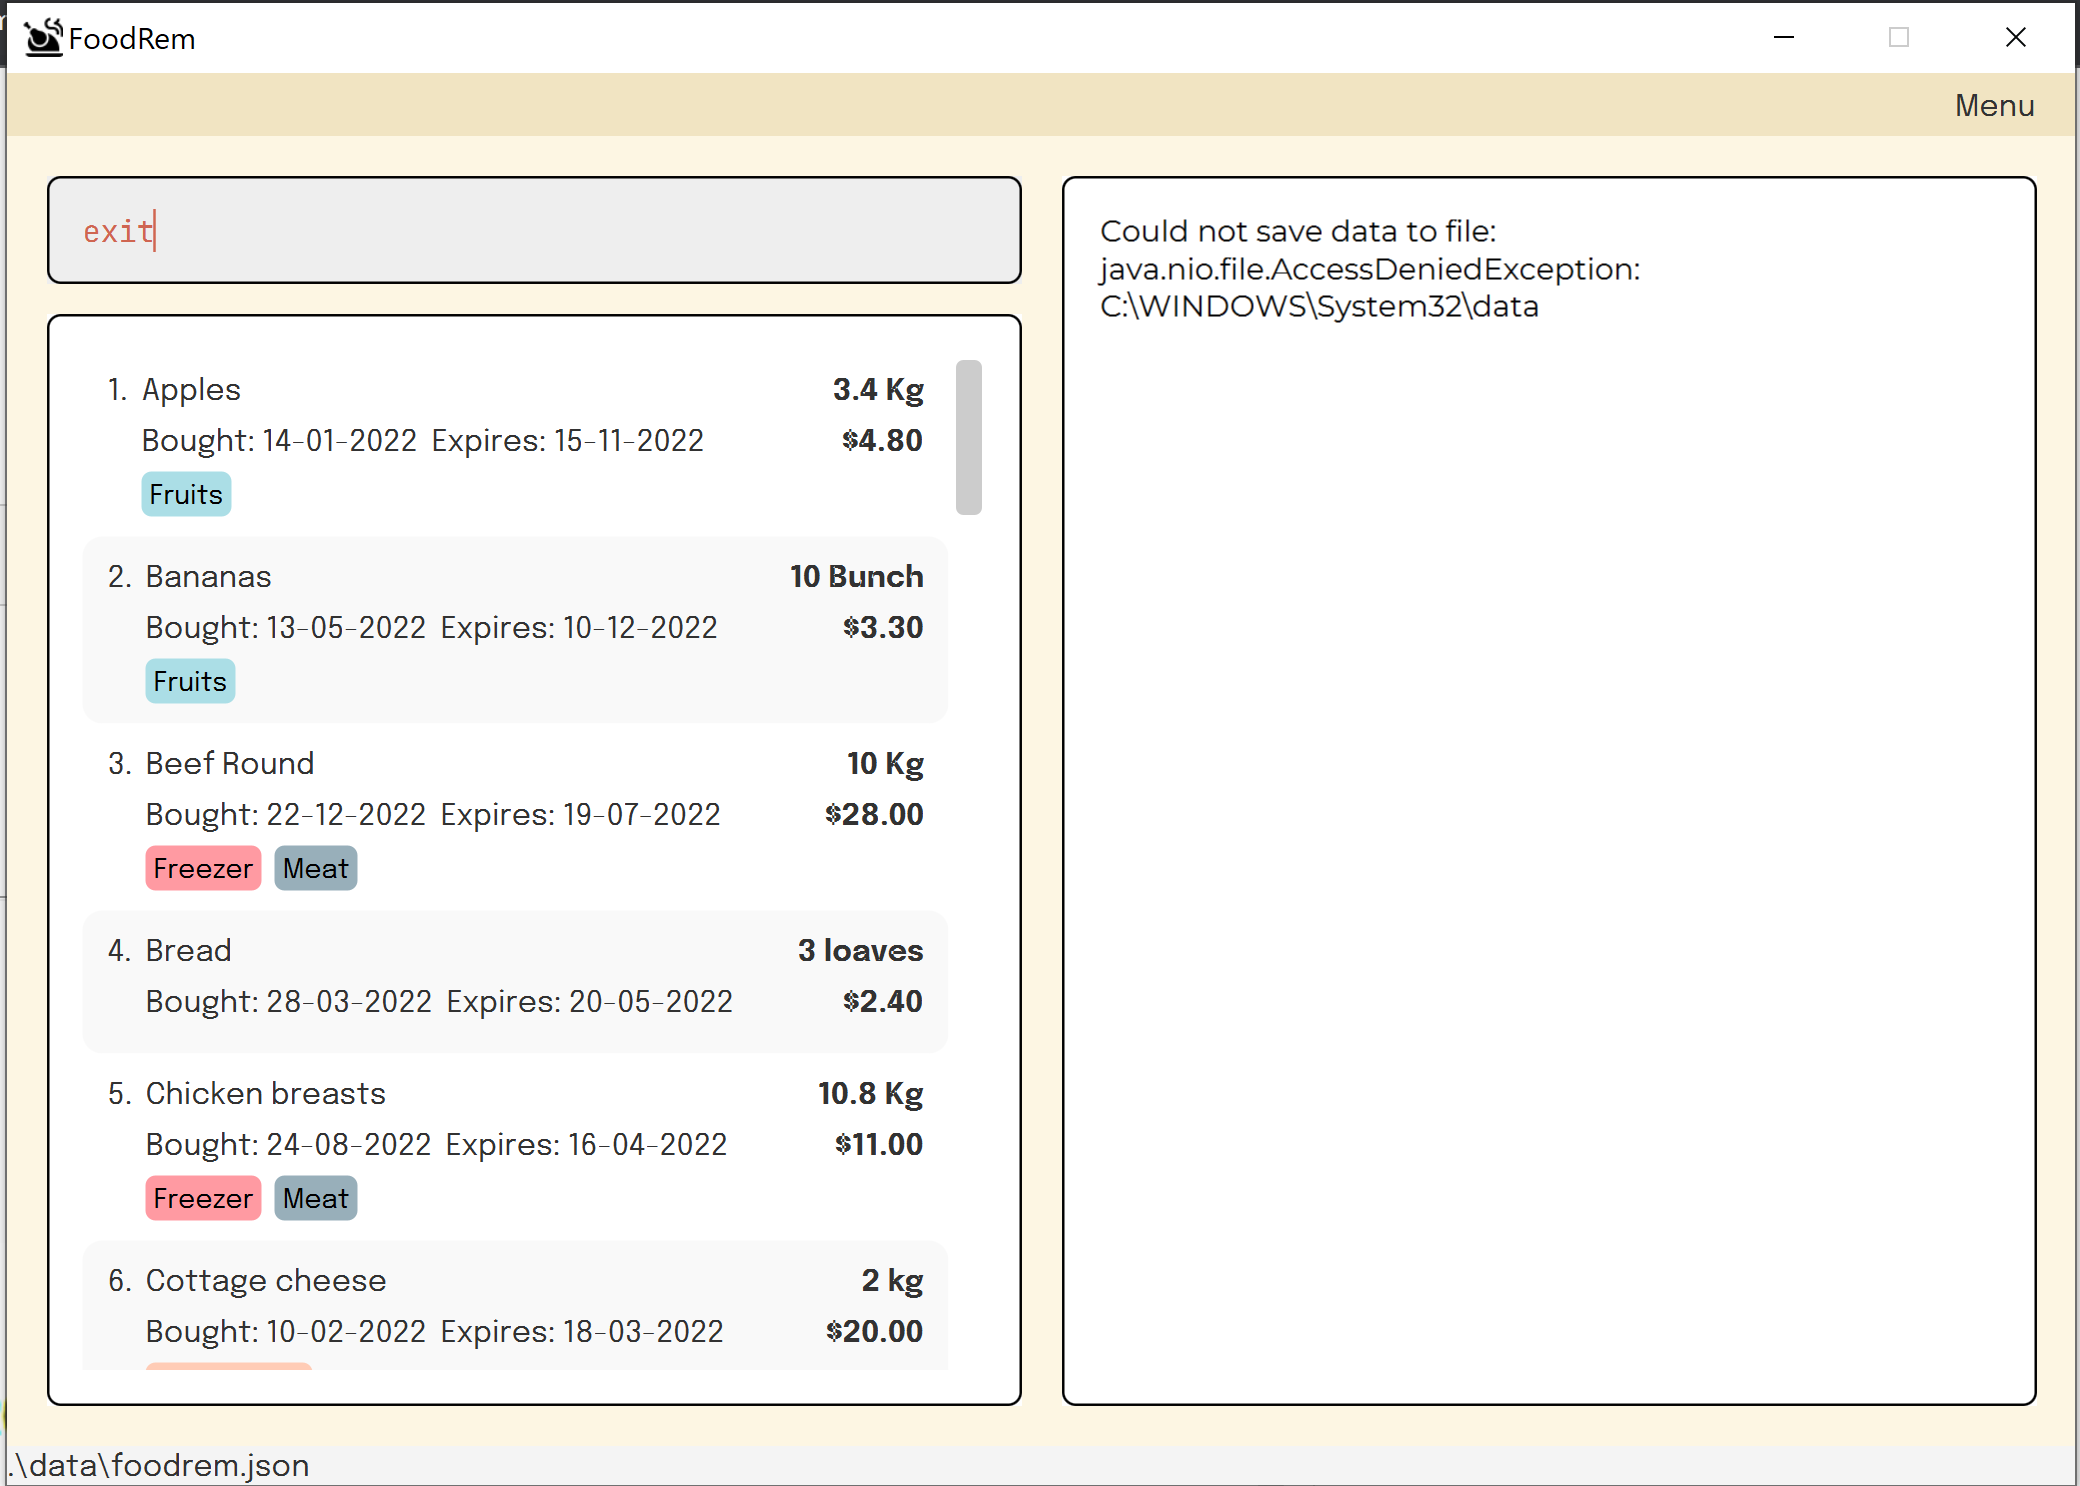 FoodRem
Menu
exit
Could not save data to file:
java.nio.file.AccessDeniedException:
C:\WINDOWS\System32\data
1. Apples 3.4 Kg
Bought: 14-01-2022 Expires: 15-11-2022 $4.80
Fruits
2. Bananas 10 Bunch
Bought: 13-05-2022 Expires: 10-12-2022 $3.30
Fruits
3. Beef Round 10 Kg
Bought: 22-12-2022 Expires: 19-07-2022 $28.00
Freezer Meat
4. Bread 3 loaves
Bought: 28-03-2022 Expires: 20-05-2022 $2.40
5. Chicken breasts 10.8 Kg
Bought: 24-08-2022 Expires: 16-04-2022 $11.00
Freezer Meat
6. Cottage cheese 2 kg
Bought: 10-02-2022 Expires: 18-03-2022 $20.00
.\data\foodrem.json